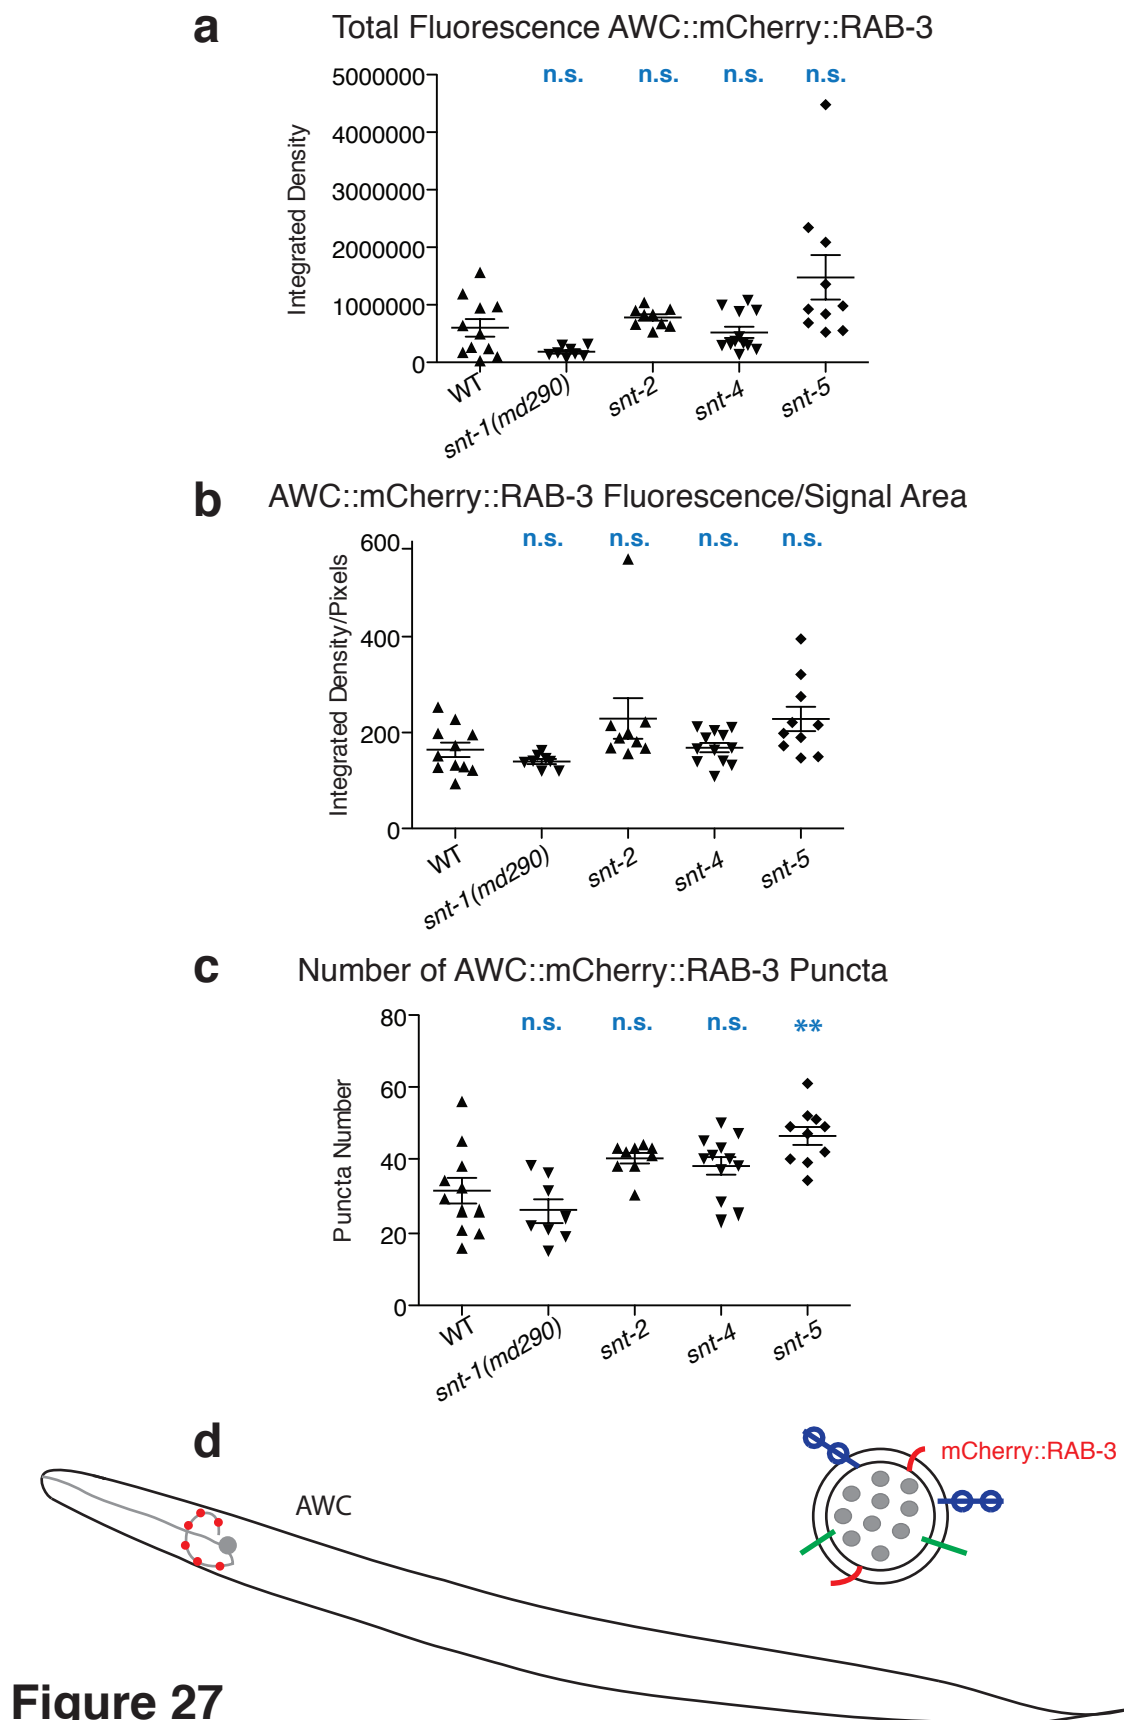 a
Total Fluorescence AWC::mCherry::RAB-3
n.s. n.s. n.s. n.s.
Integrated Density
5000000
4000000
3000000
2000000
1000000
0
WT snt-1(md290) snt-2 snt-4 snt-5
b
AWC::mCherry::RAB-3 Fluorescence/Signal Area
n.s. n.s. n.s. n.s.
Integrated Density/Pixels
600
400
200
0
WT snt-1(md290) snt-2 snt-4 snt-5
c
Number of AWC::mCherry::RAB-3 Puncta
n.s. n.s. n.s. **
Puncta Number
80
60
40
20
0
WT snt-1(md290) snt-2 snt-4 snt-5
d
mCherry::RAB-3
AWC
Figure 27